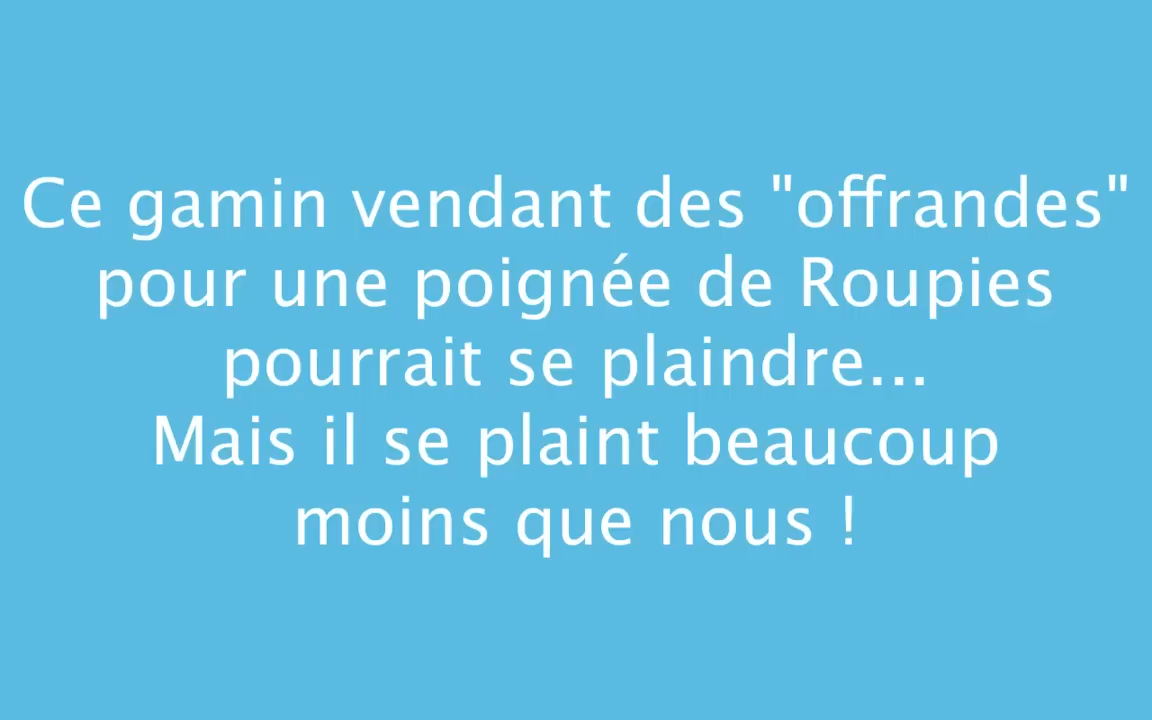 Ce gamin vendant des "offrandes"
pour une poignée de Roupies
pourrait se plaindre...
Mais il se plaint beaucoup
moins que nous !